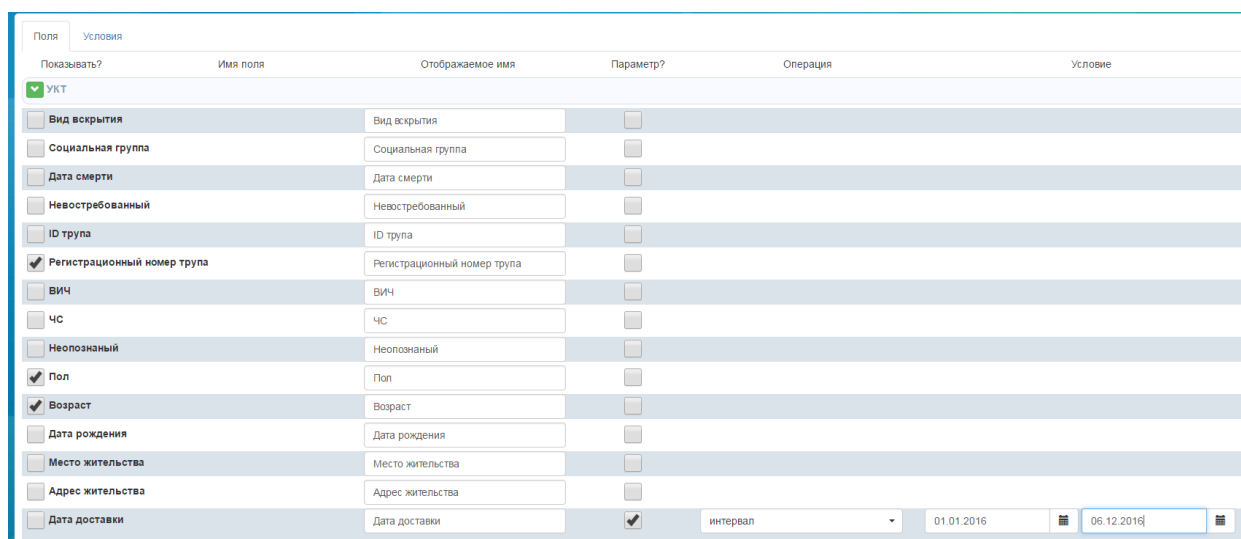 Поля Условия
Показывать? Имя поля Отображаемое имя Параметр? Операция Условие
УКТ
Вид вскрытия Вид вскрытия
Социальная группа Социальная группа
Дата смерти Дата смерти
Невостребованный Невостребованный
ID трупа ID трупа
Регистрационный номер трупа Регистрационный номер трупа
ВИЧ ВИЧ
ЧС ЧС
Неопознаный Неопознаный
Пол Пол
Возраст Возраст
Дата рождения Дата рождения
Место жительства Место жительства
Адрес жительства Адрес жительства
Дата доставки Дата доставки интервал 01.01.2016 06.12.2016